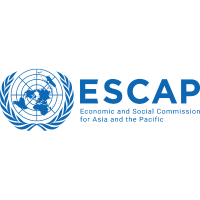 ESCAP
Economic and Social Commission
for Asia and the Pacific